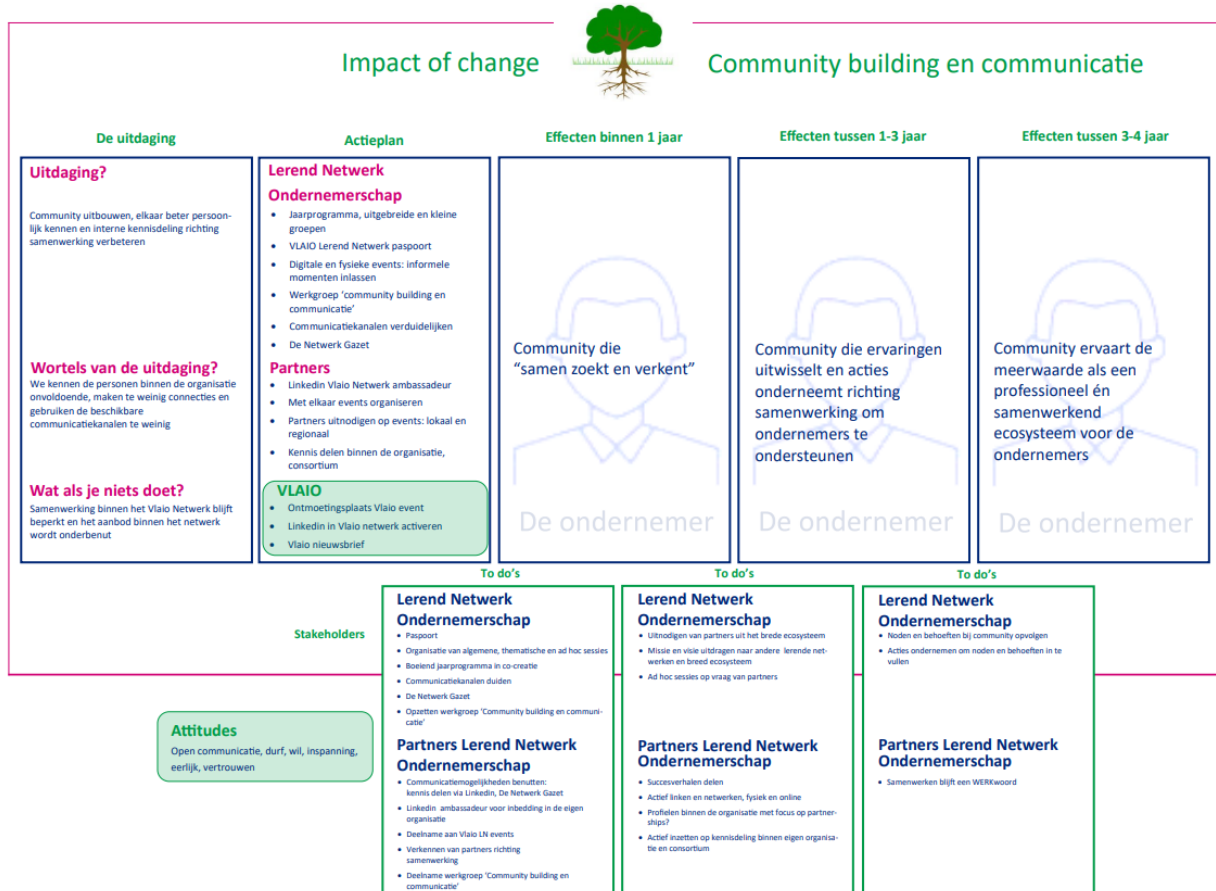 Impact of change
Community building en communicatie
De uitdaging
Uitdaging?
Community uitbouwen, elkaar beter persoon-
lijk kennen en interne kennisdeling richting
samenwerking verbeteren
Wortels van de uitdaging?
We kennen de personen binnen de organisatie
onvoldoende, maken te weinig connecties en
gebruiken de beschikbare
communicatiekanalen te weinig
Wat als je niets doet?
Samenwerking binnen het Vlaio Netwerk blijft
beperkt en het aanbod binnen het netwerk
wordt onderbenut
Actieplan
Lerend Netwerk
Ondernemerschap
• Jaarprogramma, uitgebreide en kleine
groepen
• VLAIO Lerend Netwerk paspoort
• Digitale en fysieke events: informele
momenten inlassen
• Werkgroep ‘community building en
communicatie’
• Communicatiekanalen verduidelijken
• De Netwerk Gazet
Partners
• Linkedin Vlaio Netwerk ambassadeur
• Met elkaar events organiseren
• Partners uitnodigen op events: lokaal en
regionaal
• Kennis delen binnen de organisatie,
consortium
VLAIO
• Ontmoetingsplaats Vlaio event
• Linkedin in Vlaio netwerk activeren
• Vlaio nieuwsbrief
Effecten binnen 1 jaar
Community die
“samen zoekt en verkent”
De ondernemer
Effecten tussen 1-3 jaar
Community die ervaringen
uitwisselt en acties
onderneemt richting
samenwerking om
ondernemers te
ondersteunen
De ondernemer
Effecten tussen 3-4 jaar
Community ervaart de
meerwaarde als een
professioneel én
samenwerkend
ecosysteem voor de
ondernemers
De ondernemer
Stakeholders
Attitudes
Open communicatie, durf, wil, inspanning,
eerlijk, vertrouwen
To do’s
Lerend Netwerk
Ondernemerschap
• Paspoort
• Organisatie van algemene, thematische en ad hoc sessies
• Boeiend jaarprogramma in co-creatie
• Communicatiekanalen duiden
• De Netwerk Gazet
• Opzetten werkgroep ‘Community building en communi-
catie’
Partners Lerend Netwerk
Ondernemerschap
• Communicatiemogelijkheden benutten:
kennis delen via Linkedin, De Netwerk Gazet
• Linkedin ambassadeur voor inbedding in de eigen
organisatie
• Deelname aan Vlaio LN events
• Verkennen van partners richting
samenwerking
• Deelname werkgroep ‘Community building en
communicatie’
To do’s
Lerend Netwerk
Ondernemerschap
• Uitnodigen van partners uit het brede ecosysteem
• Missie en visie uitdragen naar andere lerende net-
werken en breed ecosysteem
• Ad hoc sessies op vraag van partners
Partners Lerend Netwerk
Ondernemerschap
• Succesverhalen delen
• Actief linken en netwerken, fysiek en online
• Profielen binnen de organisatie met focus op partner-
ships?
• Actief inzetten op kennisdeling binnen eigen organisa-
tie en consortium
To do’s
Lerend Netwerk
Ondernemerschap
• Noden en behoeften bij community opvolgen
• Acties ondernemen om noden en behoeften in te
vullen
Partners Lerend Netwerk
Ondernemerschap
• Samenwerken blijft een WERKwoord